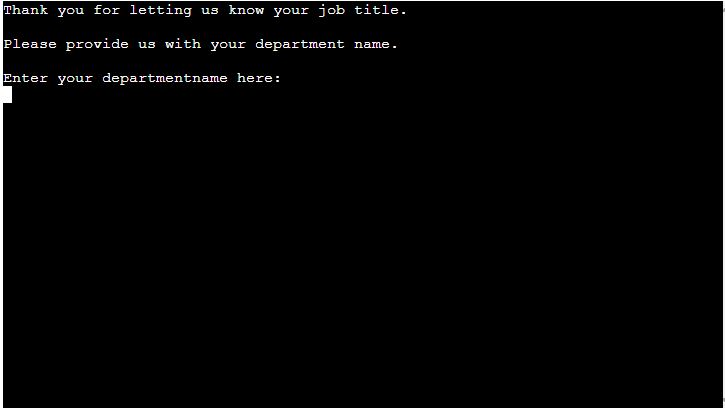 Thank you for letting us know your job title.
Please provide us with your department name.
Enter your departmentname here: